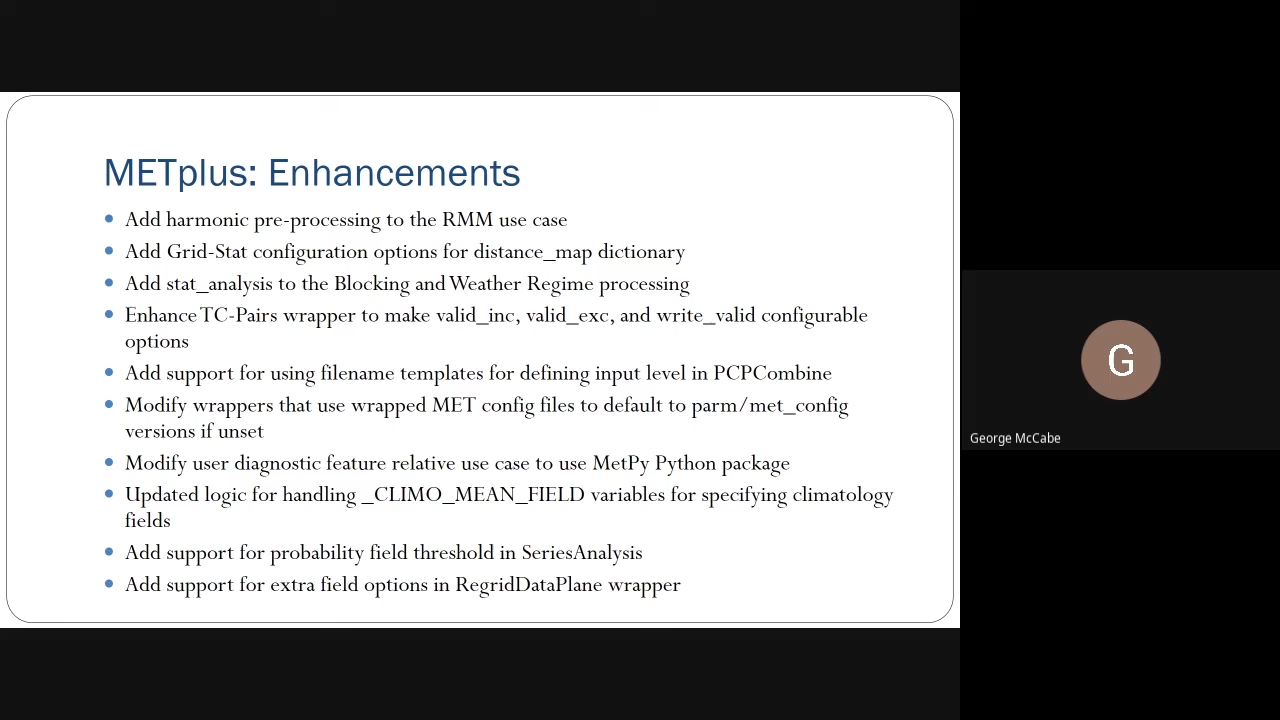 METplus: Enhancements
Add harmonic pre-processing to the RMM use case
Add Grid-Stat configuration options for distance_map dictionary
Add stat_analysis to the Blocking and Weather Regime processing
Enhance TC-Pairs wrapper to make valid_inc, valid_exc, and write_valid configurable
options
Add support for using filename templates for defining input level in PCPCombine
Modify wrappers that use wrapped MET config files to default to parm/met_config
versions if unset
Modify user diagnostic feature relative use case to use MetPy Python package
Updated logic for handling _CLIMO_MEAN_FIELD variables for specifying climatology
fields
Add support for probability field threshold in SeriesAnalysis
Add support for extra field options in RegridDataPlane wrapper
G
George McCabe